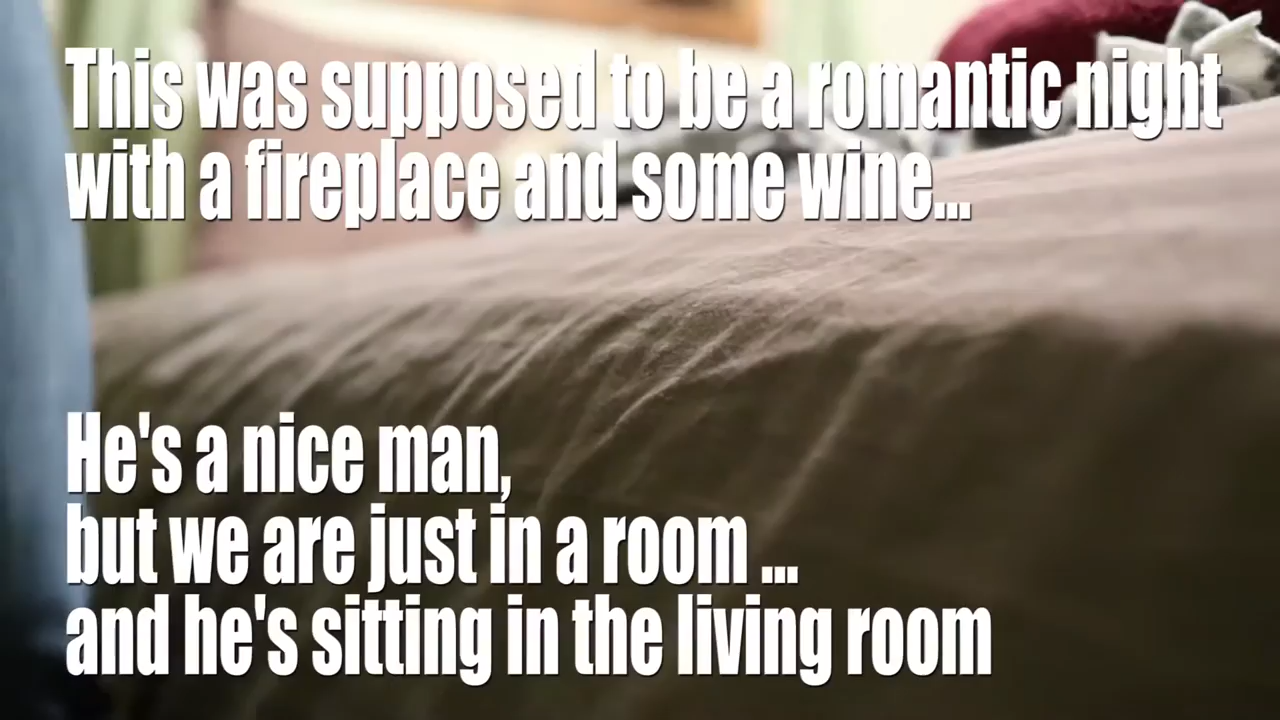 This was supposed to be a romantic night
with a fireplace and some wine...
He's a nice man,
but we are just in a room ...
and he's sitting in the living room